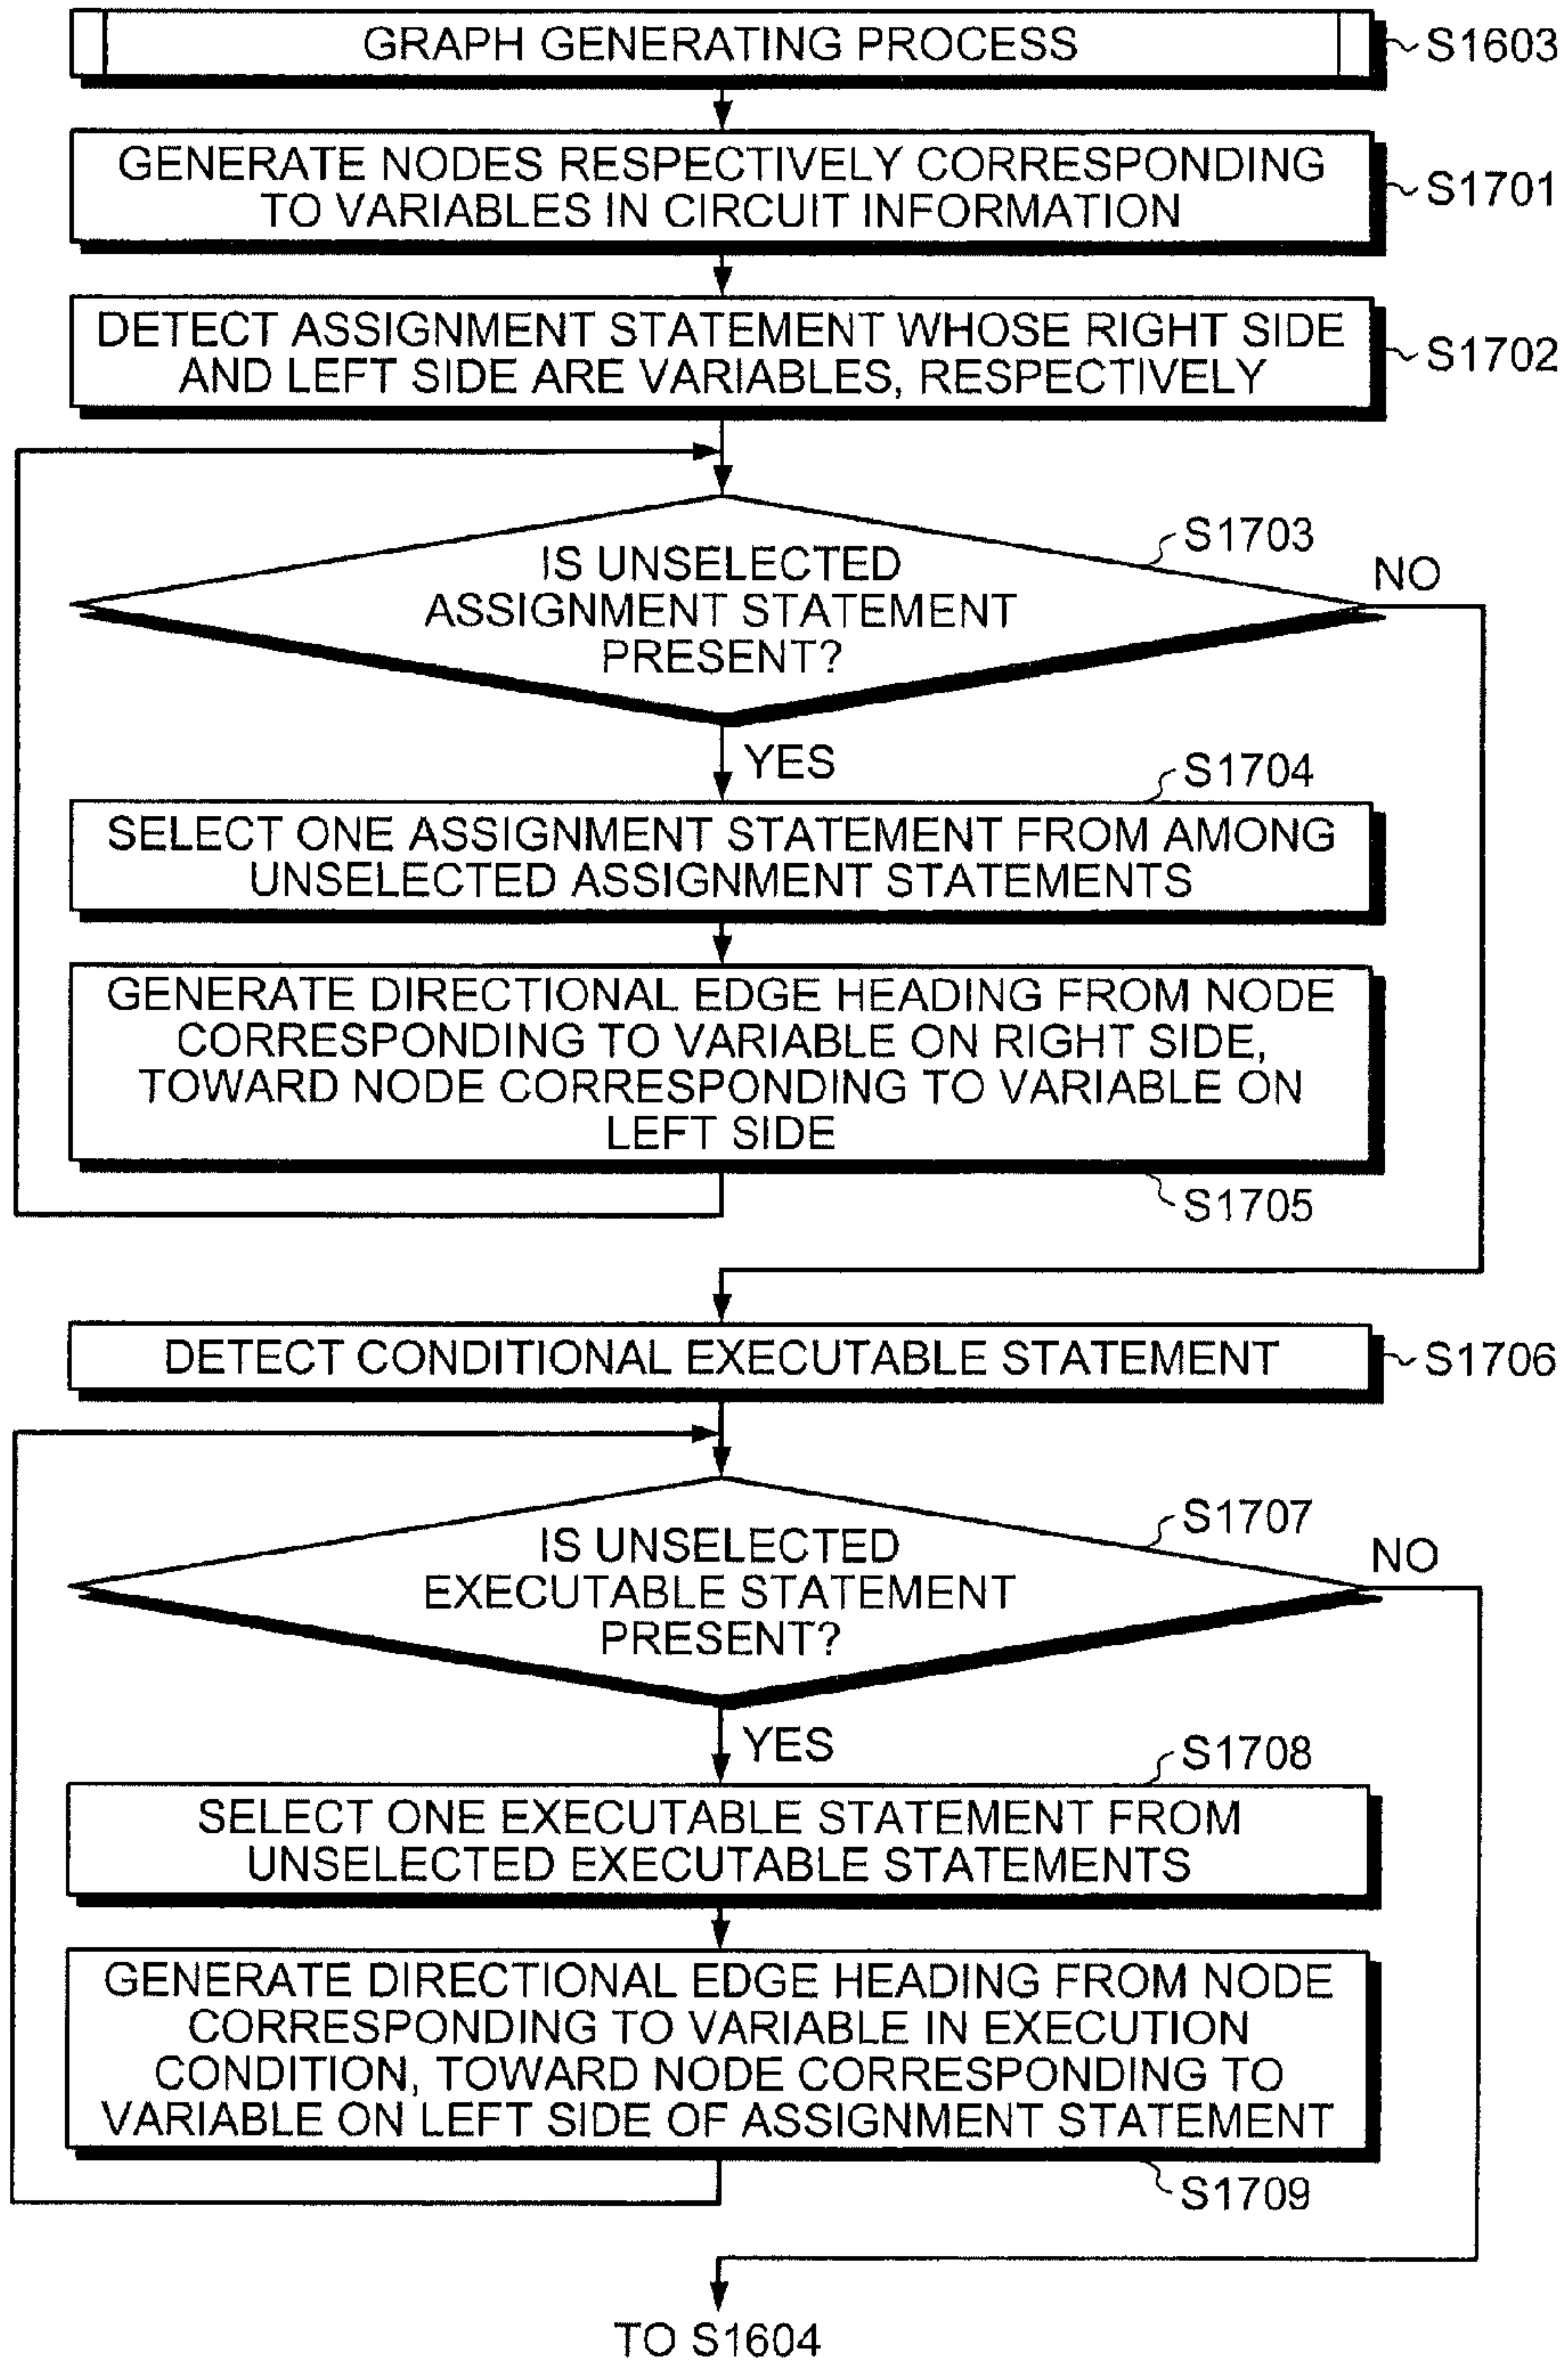 GRAPH GENERATING PROCESS
S1603
GENERATE NODES RESPECTIVELY CORRESPONDING
TO VARIABLES IN CIRCUIT INFORMATION
S1701
DETECT ASSIGNMENT STATEMENT WHOSE RIGHT SIDE
AND LEFT SIDE ARE VARIABLES, RESPECTIVELY
S1702
S1703
IS UNSELECTED
ASSIGNMENT STATEMENT
PRESENT?
NO
YES
S1704
SELECT ONE ASSIGNMENT STATEMENT FROM AMONG
UNSELECTED ASSIGNMENT STATEMENTS
GENERATE DIRECTIONAL EDGE HEADING FROM NODE
CORRESPONDING TO VARIABLE ON RIGHT SIDE,
TOWARD NODE CORRESPONDING TO VARIABLE ON
LEFT SIDE
S1705
DETECT CONDITIONAL EXECUTABLE STATEMENT
S1706
S1707
IS UNSELECTED
EXECUTABLE STATEMENT
PRESENT?
NO
YES
S1708
SELECT ONE EXECUTABLE STATEMENT FROM
UNSELECTED EXECUTABLE STATEMENTS
GENERATE DIRECTIONAL EDGE HEADING FROM NODE
CORRESPONDING TO VARIABLE IN EXECUTION
CONDITION, TOWARD NODE CORRESPONDING TO
VARIABLE ON LEFT SIDE OF ASSIGNMENT STATEMENT
S1709
TO S1604